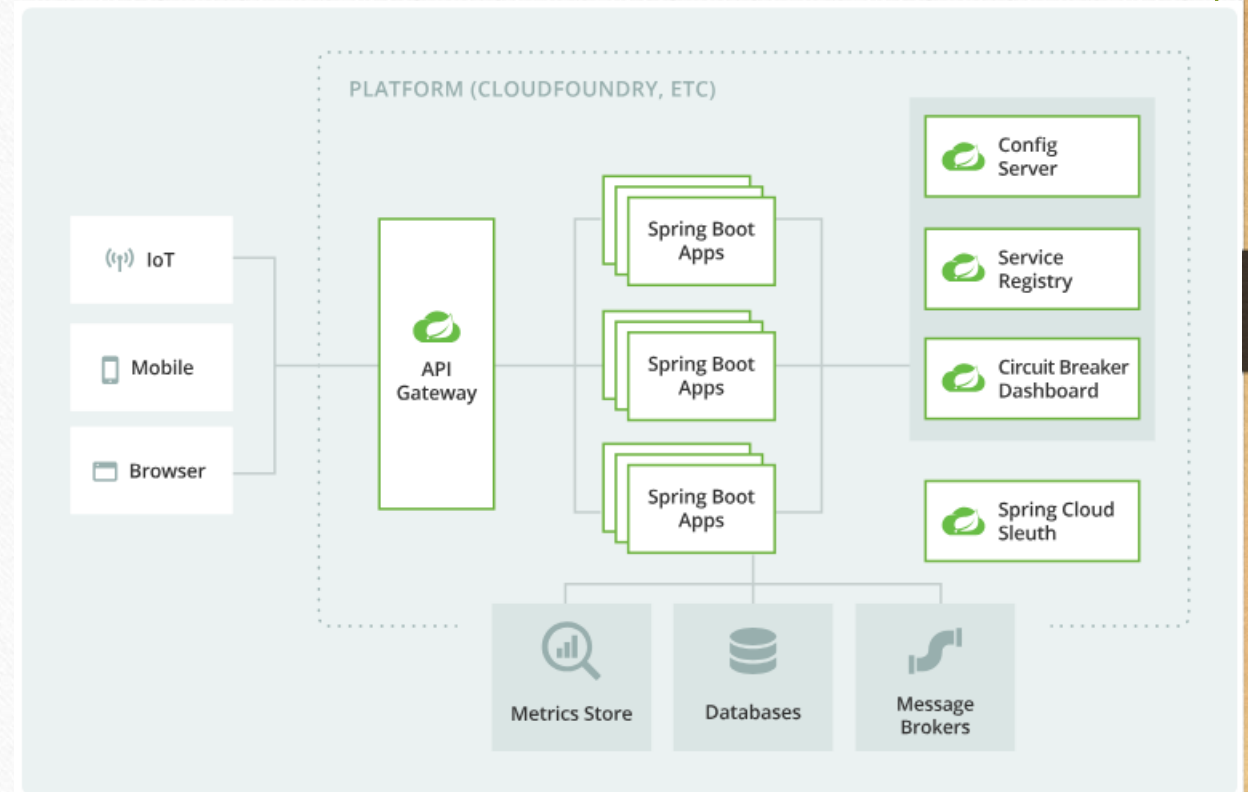 PLATFORM (CLOUDFOUNDRY, ETC)
IoT
Mobile
Browser
API
Gateway
Spring Boot
Apps
Spring Boot
Apps
Spring Boot
Apps
Config
Server
Service
Registry
Circuit Breaker
Dashboard
Spring Cloud
Sleuth
Metrics Store
Databases
Message
Brokers